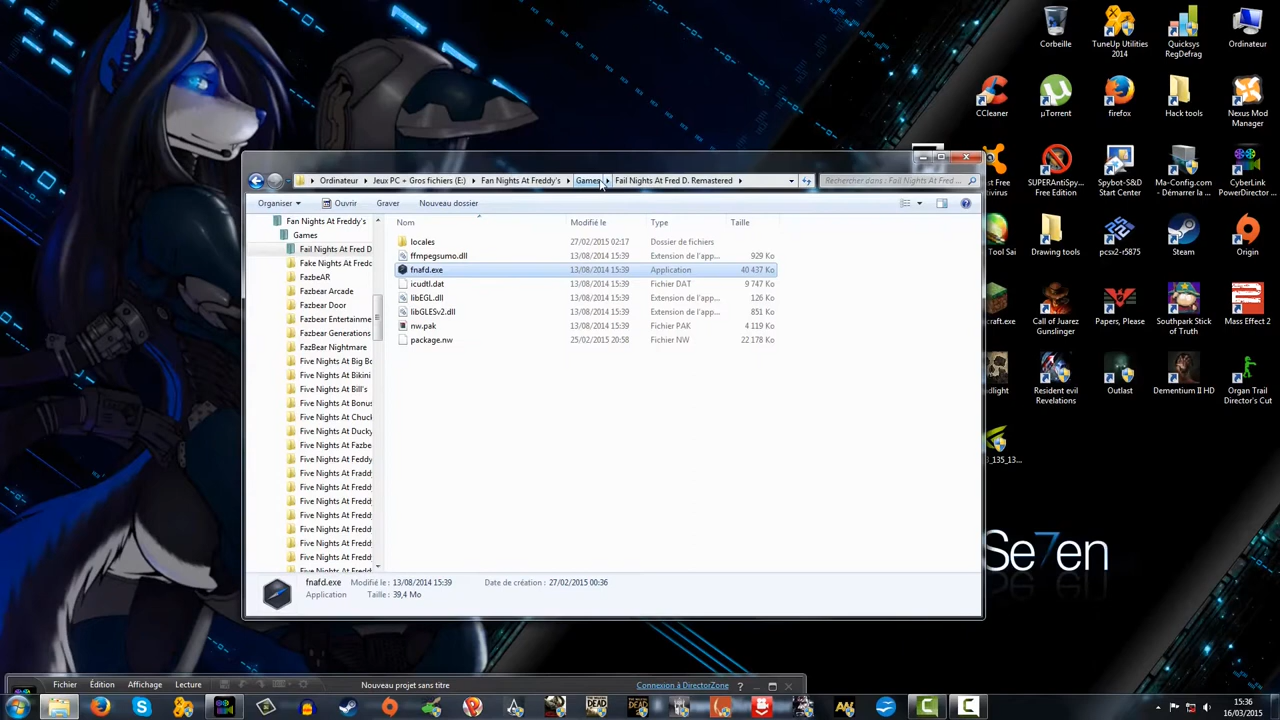 Corbeille
TuneUp Utilities
2014
Quicksys
RegDefrag
Ordinateur
CCleaner
µTorrent
firefox
Hack tools
Nexus Mod
Manager
Ordinateur
Jeux PC + Gros fichiers (E:)
Fan Nights At Freddy's
Games
Fail Nights At Fred D. Remastered
Rechercher dans : Fail Nights At Fred ...
Organiser
Ouvrir
Graver
Nouveau dossier
Fan Nights At Freddy's
Games
Fail Nights At Fred D
Fake Nights At Fredd
FazbeAR
Fazbear Arcade
Fazbear Door
Fazbear Entertainme
Fazbear Generations
FazBear Nightmare
Five Nights At Big Bo
Five Nights At Bikini
Five Nights At Bill's
Five Nights At Bonus
Five Nights At Chuck
Five Nights At Ducky
Five Nights At Fazbe
Five Nights At Feddy
Five Nights At Fraddy
Five Nights At Fredd
Five Nights At Fredd
Five Nights At Fredd
Five Nights At Fredd
Nom
Modifié le
Type
Taille
locales
27/02/2015 02:17
Dossier de fichiers
ffmpegsumo.dll
13/08/2014 15:39
Extension de l'app...
929 Ko
fnafd.exe
13/08/2014 15:39
Application
40 437 Ko
icudtl.dat
13/08/2014 15:39
Fichier DAT
9 747 Ko
libEGL.dll
13/08/2014 15:39
Extension de l'app...
126 Ko
libGLESv2.dll
13/08/2014 15:39
Extension de l'app...
851 Ko
nw.pak
13/08/2014 15:39
Fichier PAK
4 119 Ko
package.nw
25/02/2015 20:58
Fichier NW
22 178 Ko
fnafd.exe
Modifié le : 13/08/2014 15:39
Date de création : 27/02/2015 00:36
Application
Taille : 39,4 Mo
st Free
Antivirus
SUPERAntiSpy...
Free Edition
Spybot-S&D
Start Center
Ma-Config.com
- Démarrer la ...
CyberLink
PowerDirector
Tool Sai
Drawing tools
pcsx2-r5875
Steam
Origin
craft.exe
Call of Juarez
Gunslinger
Papers, Please
Southpark Stick
of Truth
Mass Effect 2
Resident evil
Revelations
Outlast
Dementium II HD
Organ Trail
Director's Cut
_135_13...
Se7en
Fichier
Édition
Affichage
Lecture
Nouveau projet sans titre
Connexion à DirectorZone
15:36
16/03/2015